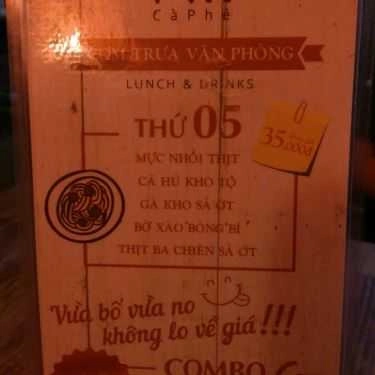 CàPhê
CƠM TRƯA VĂN PHÒNG
LUNCH & DRINKS
THỨ 05
35.000đ
MỰC NHỒI THỊT
CÁ HÚ KHO TỘ
GÀ KHO SẢ ỚT
BÒ XÀO BÔNG BÍ
THỊT BA CHIÊN SẢ ỚT
Vừa bổ vừa no
không lo về giá!!!
COMBO